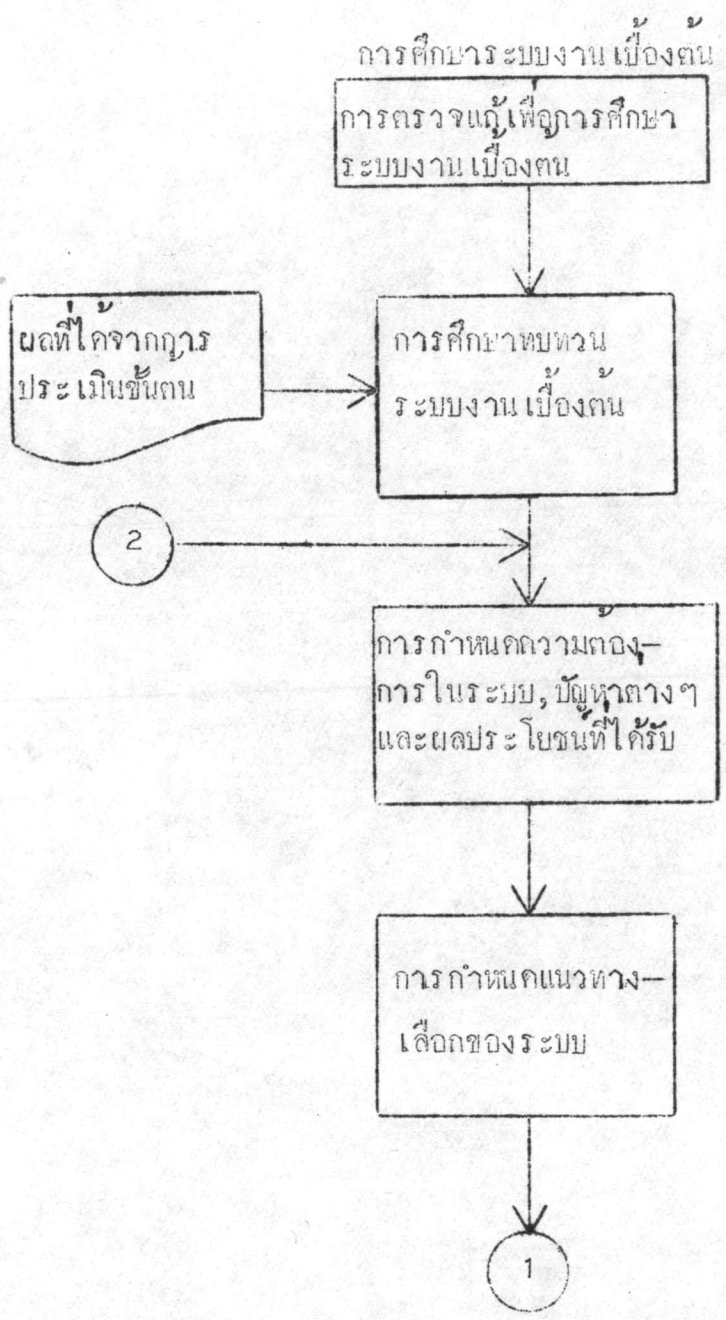 การศึกษาระบบงานเบื้องต้น
การตรวจแก้เพื่อการศึกษา
ระบบงานเบื้องต้น
ผลที่ได้จากการ
ประเมินขั้นต้น
การศึกษาทบทวน
ระบบงานเบื้องต้น
2
การกำหนดความต้อง-
การในระบบ,ปัญหาต่างๆ
และผลประโยชน์ที่ได้รับ
การกำหนดแนวทาง-
เลือกของระบบ
1